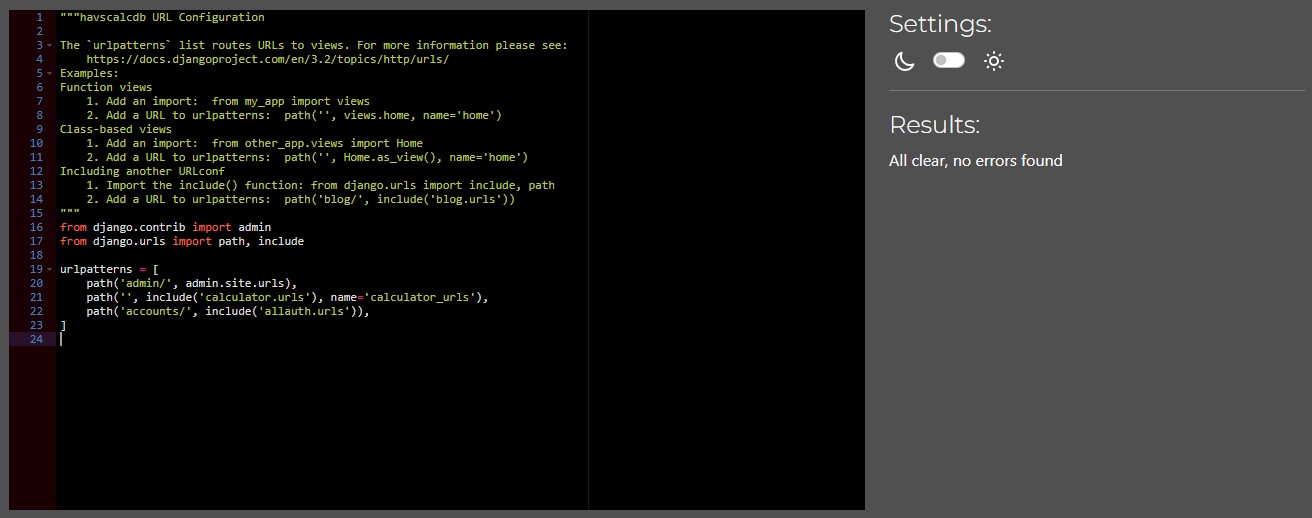 1 """havscalcdb URL Configuration
2
3 The `urlpatterns` list routes URLs to views. For more information please see:
4     https://docs.djangoproject.com/en/3.2/topics/http/urls/
5 Examples:
6 Function views
7     1. Add an import:  from my_app import views
8     2. Add a URL to urlpatterns:  path('', views.home, name='home')
9 Class-based views
10     1. Add an import:  from other_app.views import Home
11     2. Add a URL to urlpatterns:  path('', Home.as_view(), name='home')
12 Including another URLconf
13     1. Import the include() function: from django.urls import include, path
14     2. Add a URL to urlpatterns:  path('blog/', include('blog.urls'))
15 """
16 from django.contrib import admin
17 from django.urls import path, include
18
19 urlpatterns = [
20     path('admin/', admin.site.urls),
21     path('', include('calculator.urls'), name='calculator_urls'),
22     path('accounts/', include('allauth.urls')),
23 ]
24
Settings:
Results:
All clear, no errors found